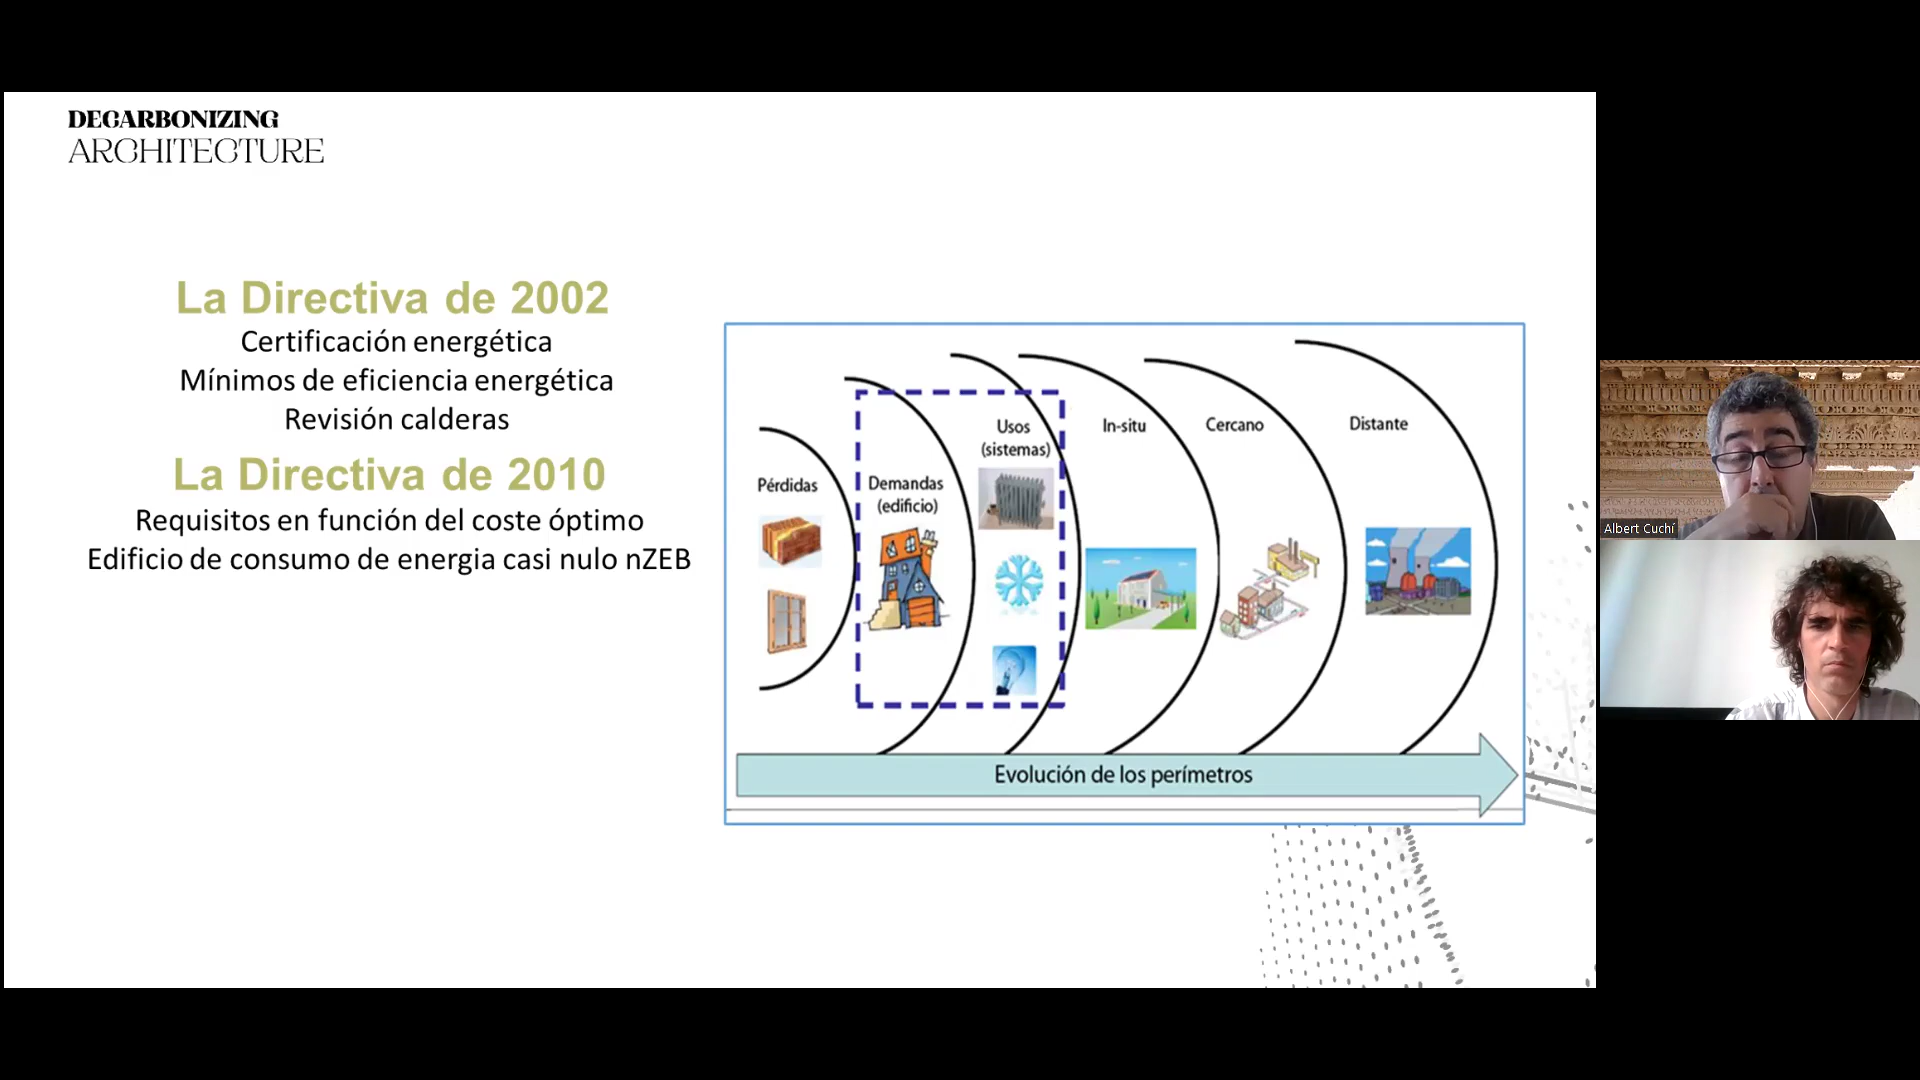 DECARBONIZING
ARCHITECTURE
La Directiva de 2002
Certificación energética
Mínimos de eficiencia energética
Revisión calderas
La Directiva de 2010
Requisitos en función del coste óptimo
Edificio de consumo de energia casi nulo nZEB
Pérdidas
Demandas
(edificio)
Usos
(sistemas)
In-situ
Cercano
Distante
Evolución de los perímetros
Albert Cuchí